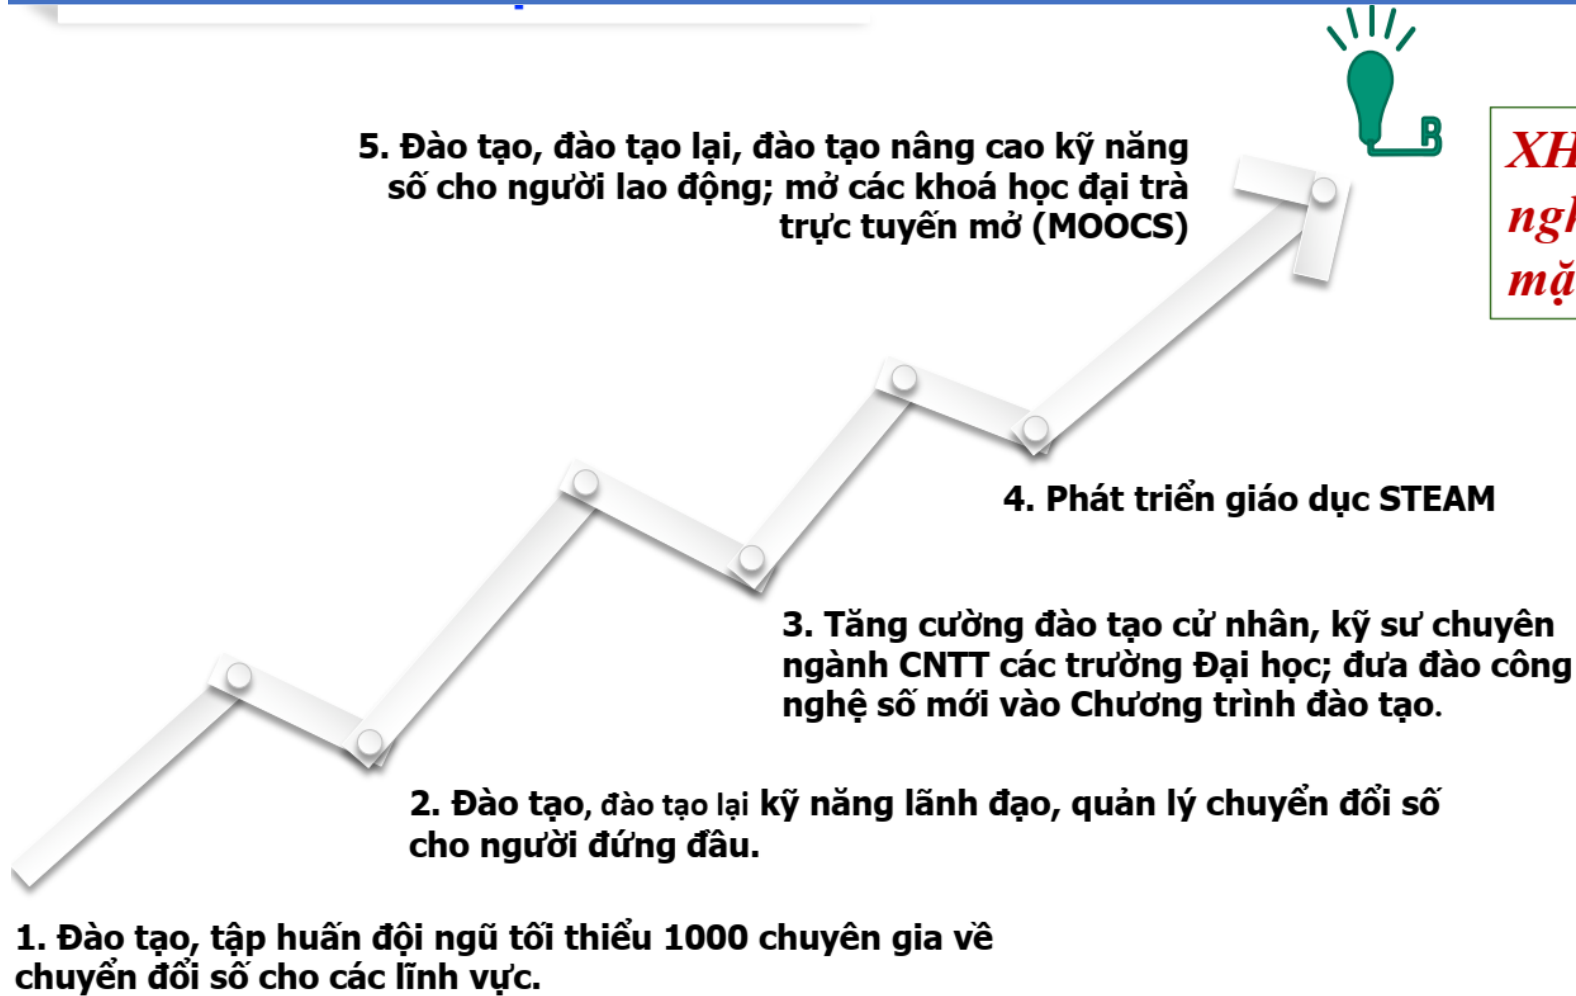 5. Đào tạo, đào tạo lại, đào tạo nâng cao kỹ năng
số cho người lao động; mở các khoá học đại trà
trực tuyến mở (MOOCS)
B
XH
4. Phát triển giáo dục STEAM
3. Tăng cường đào tạo cử nhân, kỹ sư chuyên
ngành CNTT các trường Đại học; đưa đào công
nghệ số mới vào Chương trình đào tạo.
2. Đào tạo, đào tạo lại kỹ năng lãnh đạo, quản lý chuyển đổi số
cho người đứng đầu.
1. Đào tạo, tập huấn đội ngũ tối thiểu 1000 chuyên gia về
chuyển đổi số cho các lĩnh vực.